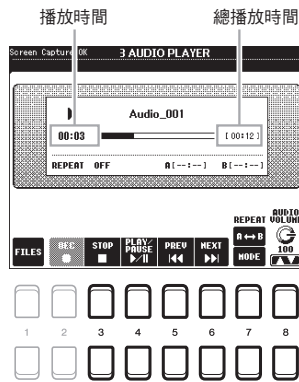 播放時間 總播放時間
Screen Capture OK 3 AUDIO PLAYER
Audio_001
00:03 [00:12]
REPEAT OFF A[--:--] B[--:--]
REPEAT AUDIO VOLUME
FILES REC STOP PLAY/PAUSE PREV NEXT A↔B
MODE 100
1 2 3 4 5 6 7 8